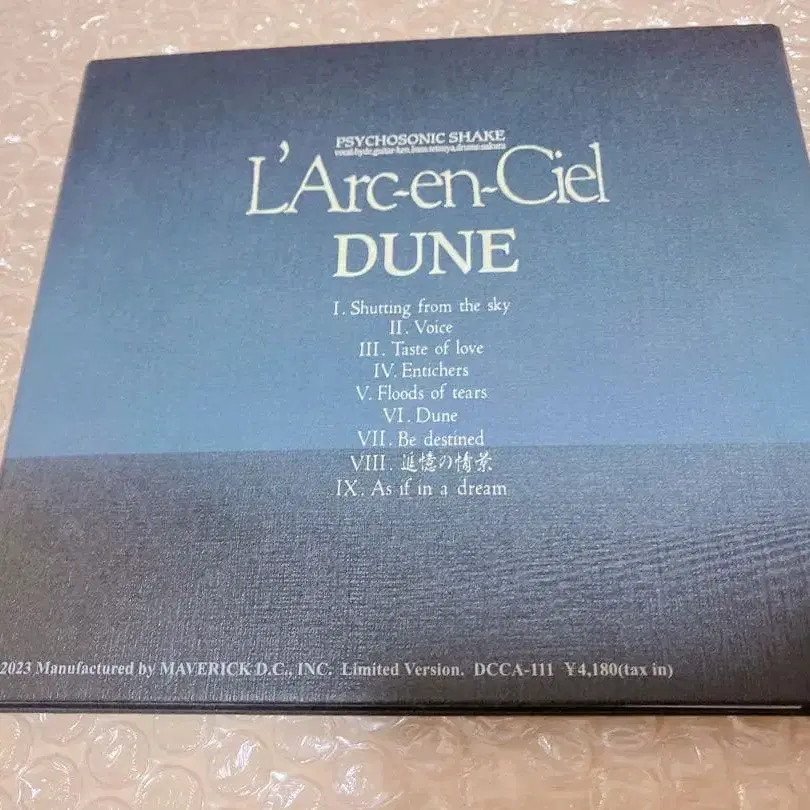 PSYCHOSONIC SHAKE
vocal:hyde,guitar:ken,bass:tetsuya,drums:sakura
L'Arc-en-Ciel
DUNE
I. Shutting from the sky
II. Voice
III. Taste of love
IV. Entichers
V. Floods of tears
VI. Dune
VII. Be destined
VIII. 追憶の情景
IX. As if in a dream
2023 Manufactured by MAVERICK D.C., INC. Limited Version. DCCA-111 ¥4,180(tax in)